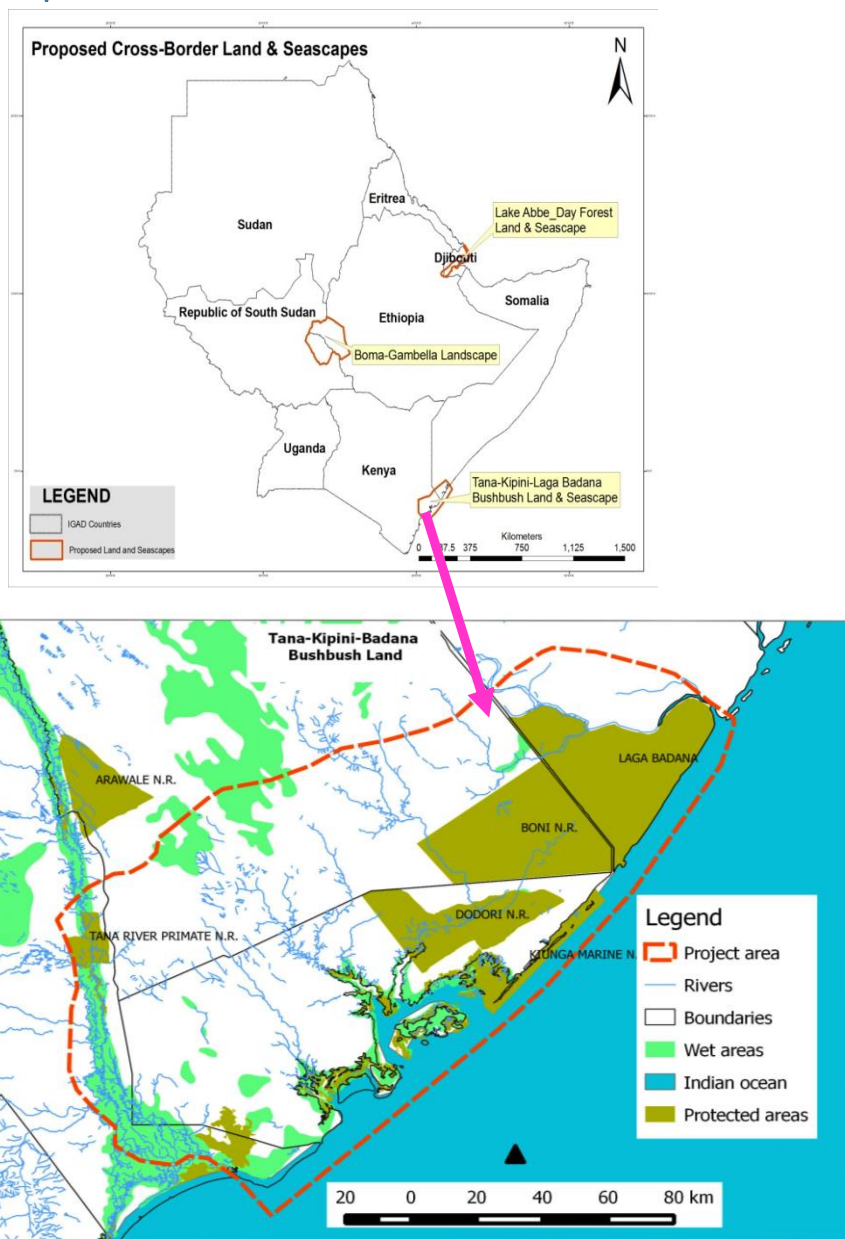 Proposed Cross-Border Land & Seascapes
N
Eritrea
Sudan
Lake Abbe_Day Forest
Land & Seascape
Djibouti
Somalia
Republic of South Sudan
Ethiopia
Boma-Gambella Landscape
Uganda
Kenya
Tana-Kipini-Laga Badana
Bushbush Land & Seascape
LEGEND
IGAD Countries
Proposed Land and Seascapes
Kilometers
0 375 750 1,125 1,500
Tana-Kipini-Badana
Bushbush Land
LAGA BADANA
ARAWALE N.R.
BONI N.R.
DODORI N.R.
TANA RIVER PRIMATE N.R.
KIUNGA MARINE N.
Legend
Project area
Rivers
Boundaries
Wet areas
Indian ocean
Protected areas
20 0 20 40 60 80 km